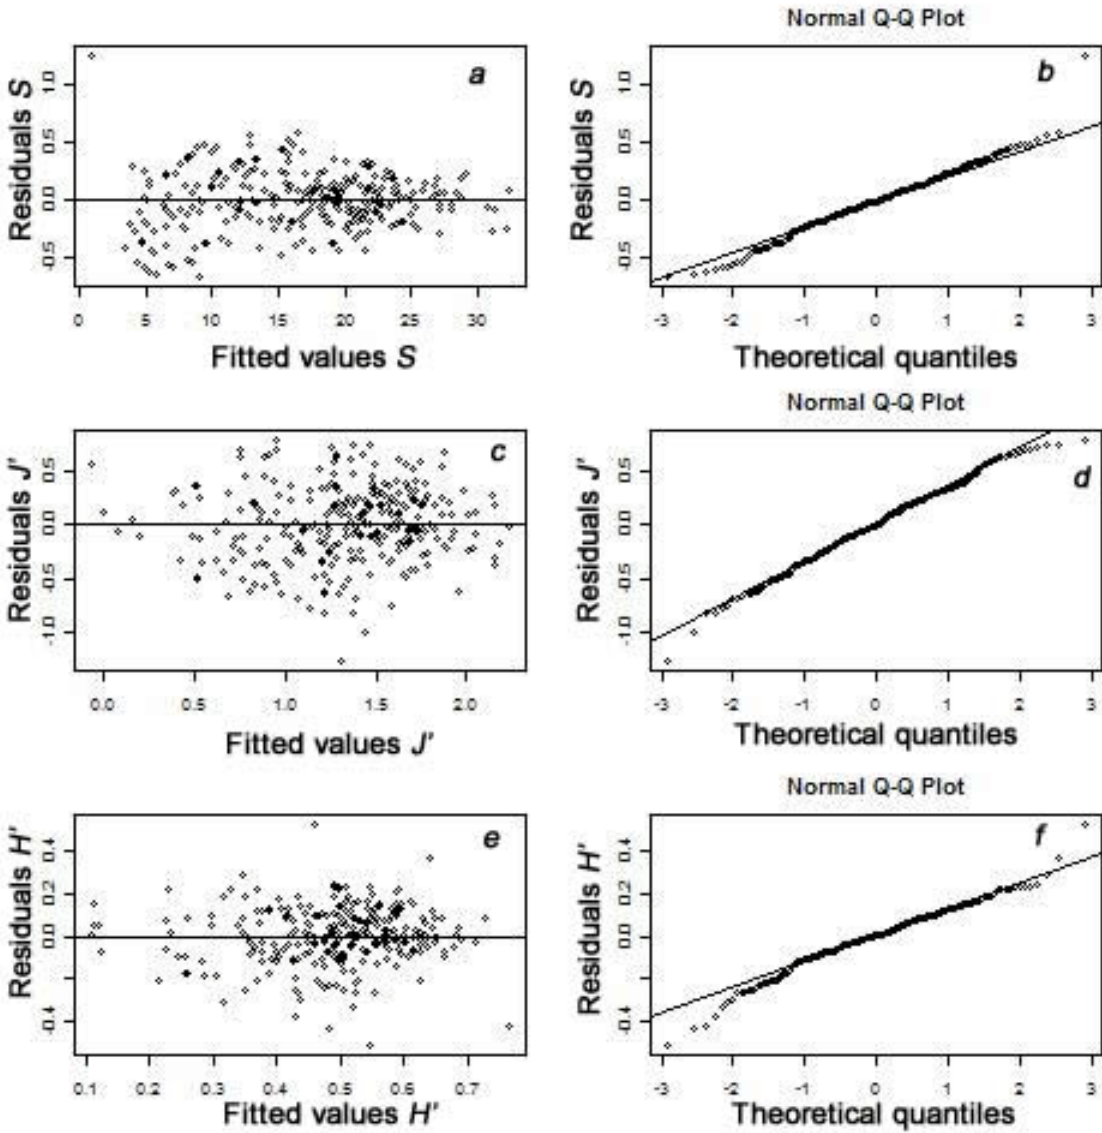 Normal Q-Q Plot
a
b
Residuals S
1.0
0.5
0.0
-0.5
0 5 10 15 20 25 30
Fitted values S
Residuals S
1.0
0.5
0.0
-0.5
-3 -2 -1 0 1 2 3
Theoretical quantiles
Normal Q-Q Plot
c
d
Residuals J'
0.5
0.0
-0.5
-1.0
0.0 0.5 1.0 1.5 2.0
Fitted values J'
Residuals J'
0.5
0.0
-0.5
-1.0
-3 -2 -1 0 1 2 3
Theoretical quantiles
Normal Q-Q Plot
e
f
Residuals H'
0.4
0.2
0.0
-0.4
0.1 0.2 0.3 0.4 0.5 0.6 0.7
Fitted values H'
Residuals H'
0.4
0.2
0.0
-0.4
-3 -2 -1 0 1 2 3
Theoretical quantiles